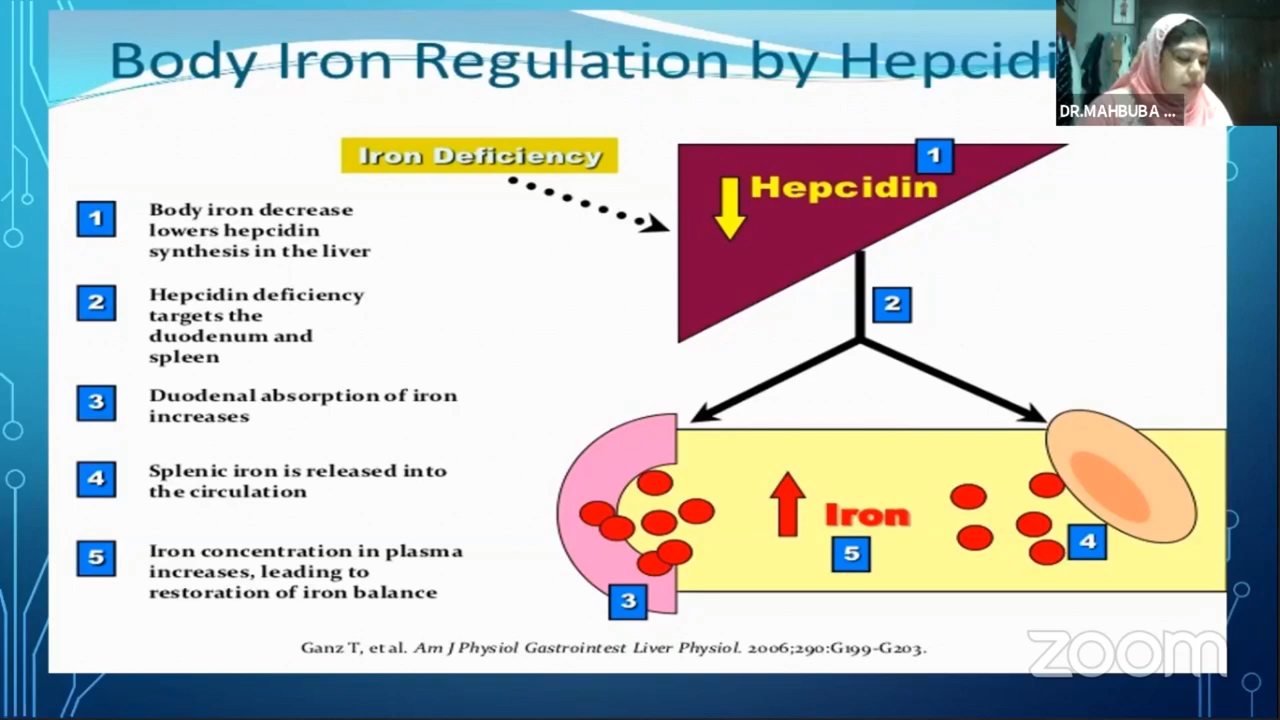 Body Iron Regulation by Hepcidi
DR.MAHBUBA ...
Iron Deficiency
1
Hepcidin
1
Body iron decrease
lowers hepcidin
synthesis in the liver
2
Hepcidin deficiency
targets the
duodenum and
spleen
2
3
Duodenal absorption of iron
increases
4
Splenic iron is released into
the circulation
Iron
5
4
5
Iron concentration in plasma
increases, leading to
restoration of iron balance
3
Ganz T, et al. Am J Physiol Gastrointest Liver Physiol. 2006;290:G199-G203.
zoom